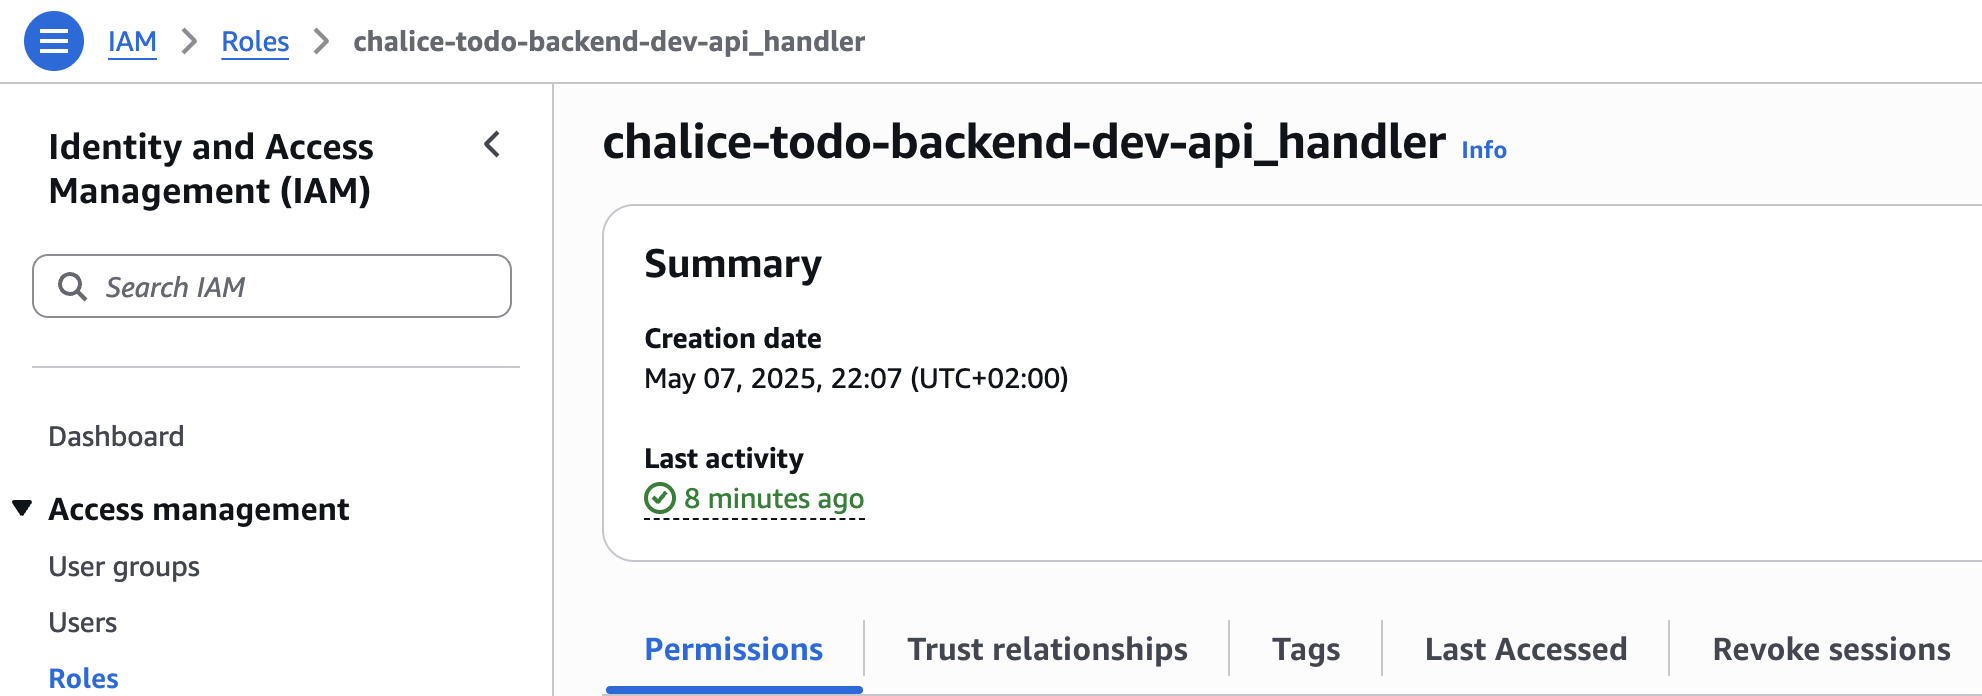 IAM > Roles > chalice-todo-backend-dev-api_handler
Identity and Access
Management (IAM)
Search IAM
Dashboard
Access management
User groups
Users
Roles
chalice-todo-backend-dev-api_handler Info
Summary
Creation date
May 07, 2025, 22:07 (UTC+02:00)
Last activity
8 minutes ago
Permissions
Trust relationships
Tags
Last Accessed
Revoke sessions